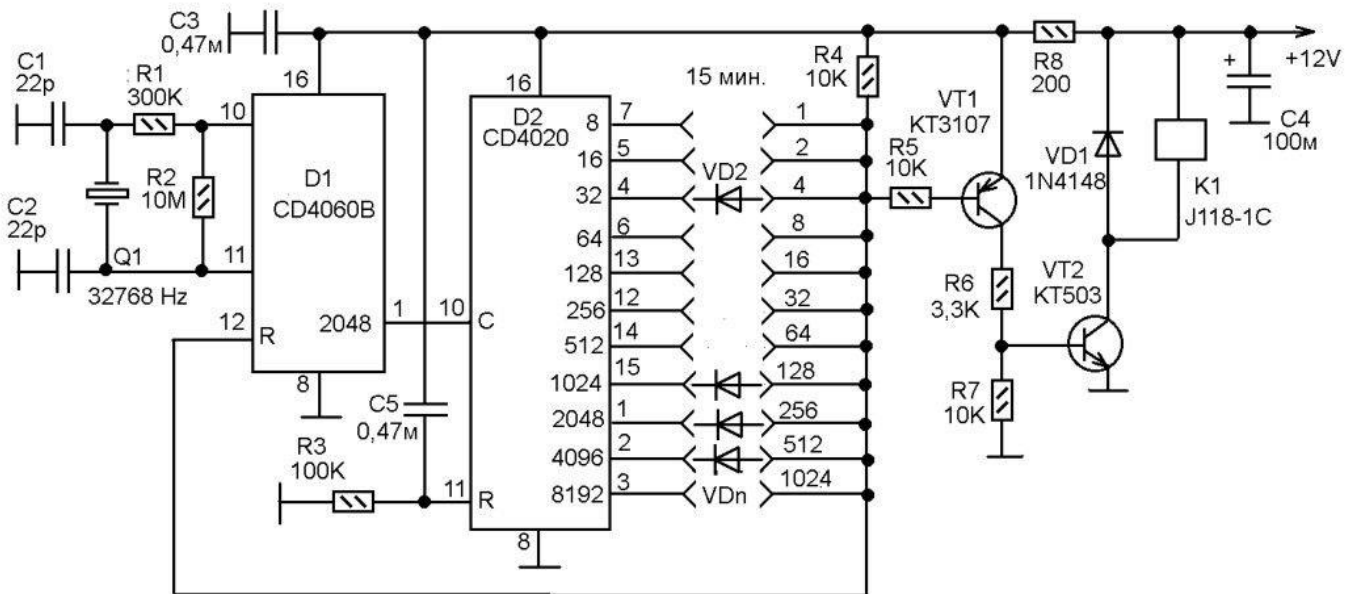 C3
0,47м
C1
22p
R1
300K
16
10
R2
10M
D1
CD4060B
C2
22p
Q1
32768 Hz
11
12
R
2048
1
8
C5
0,47м
R3
100K
16
D2
CD4020
10
C
11
R
8
8
7
1
16
5
2
32
4
4
64
6
8
128
13
16
256
12
32
512
14
64
1024
15
128
2048
1
256
4096
2
512
8192
3
1024
15 мин.
VD2
VDn
R4
10K
R5
10K
VT1
KT3107
R6
3,3K
R7
10K
R8
200
VD1
1N4148
VT2
KT503
K1
J118-1C
+
C4
100м
+12V